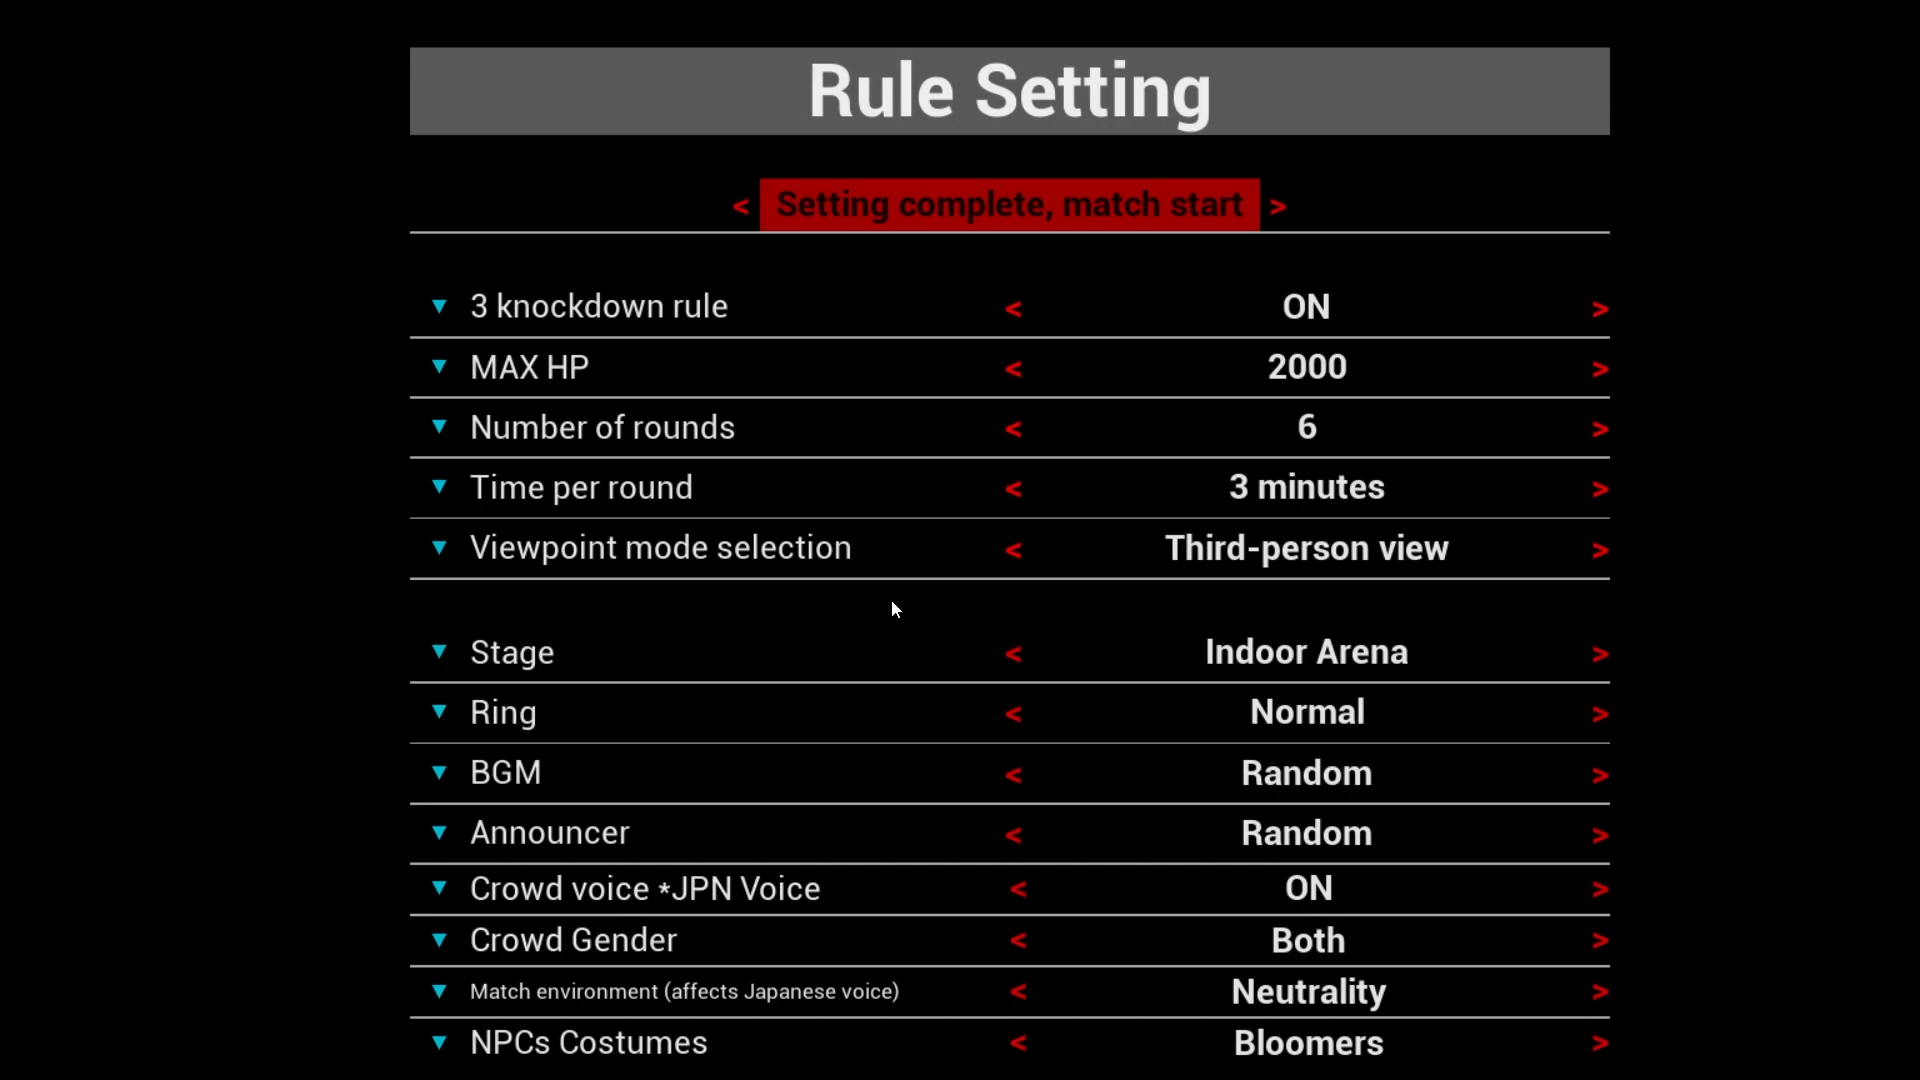 Rule Setting
< Setting complete, match start >
▼ 3 knockdown rule < ON >
▼ MAX HP < 2000 >
▼ Number of rounds < 6 >
▼ Time per round < 3 minutes >
▼ Viewpoint mode selection < Third-person view >
▼ Stage < Indoor Arena >
▼ Ring < Normal >
▼ BGM < Random >
▼ Announcer < Random >
▼ Crowd voice *JPN Voice < ON >
▼ Crowd Gender < Both >
▼ Match environment (affects Japanese voice) < Neutrality >
▼ NPCs Costumes < Bloomers >